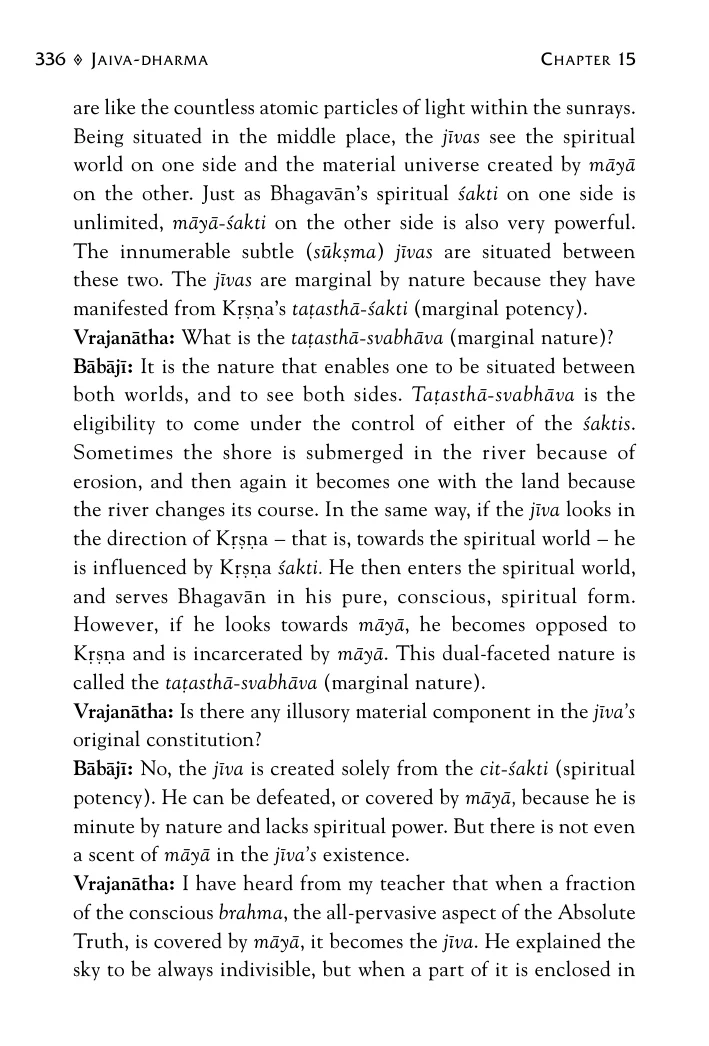 336 ⟡ Jaiva-dharma Chapter 15
are like the countless atomic particles of light within the sunrays.
Being situated in the middle place, the jīvas see the spiritual
world on one side and the material universe created by māyā
on the other. Just as Bhagavān’s spiritual śakti on one side is
unlimited, māyā-śakti on the other side is also very powerful.
The innumerable subtle (sūkṣma) jīvas are situated between
these two. The jīvas are marginal by nature because they have
manifested from Kṛṣṇa’s taṭasthā-śakti (marginal potency).
Vrajanātha: What is the taṭasthā-svabhāva (marginal nature)?
Bābājī: It is the nature that enables one to be situated between
both worlds, and to see both sides. Taṭasthā-svabhāva is the
eligibility to come under the control of either of the śaktis.
Sometimes the shore is submerged in the river because of
erosion, and then again it becomes one with the land because
the river changes its course. In the same way, if the jīva looks in
the direction of Kṛṣṇa – that is, towards the spiritual world – he
is influenced by Kṛṣṇa śakti. He then enters the spiritual world,
and serves Bhagavān in his pure, conscious, spiritual form.
However, if he looks towards māyā, he becomes opposed to
Kṛṣṇa and is incarcerated by māyā. This dual-faceted nature is
called the taṭasthā-svabhāva (marginal nature).
Vrajanātha: Is there any illusory material component in the jīva’s
original constitution?
Bābājī: No, the jīva is created solely from the cit-śakti (spiritual
potency). He can be defeated, or covered by māyā, because he is
minute by nature and lacks spiritual power. But there is not even
a scent of māyā in the jīva’s existence.
Vrajanātha: I have heard from my teacher that when a fraction
of the conscious brahma, the all-pervasive aspect of the Absolute
Truth, is covered by māyā, it becomes the jīva. He explained the
sky to be always indivisible, but when a part of it is enclosed in